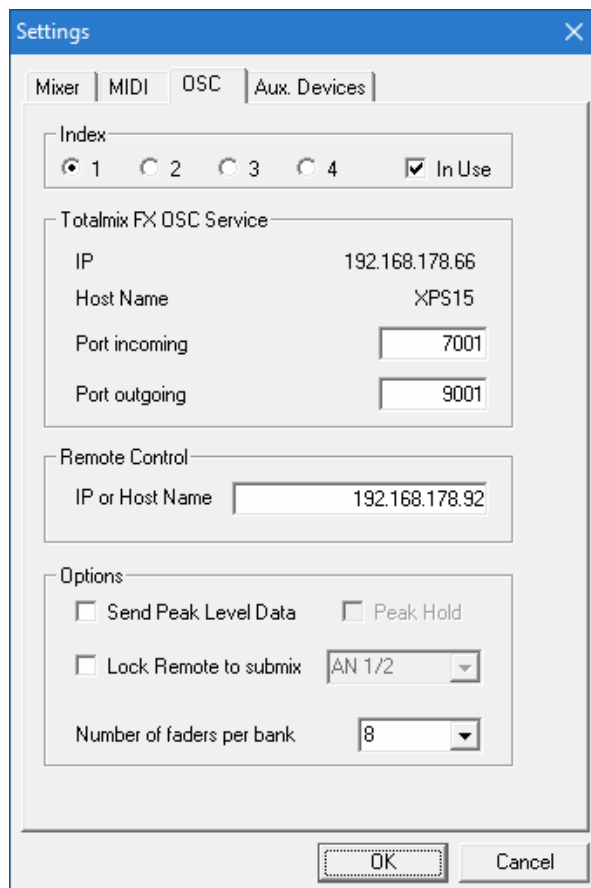 Settings
Mixer MIDI OSC Aux. Devices
Index
1 2 3 4 In Use
Totalmix FX OSC Service
IP 192.168.178.66
Host Name XPS15
Port incoming 7001
Port outgoing 9001
Remote Control
IP or Host Name 192.168.178.92
Options
Send Peak Level Data Peak Hold
Lock Remote to submix AN 1/2
Number of faders per bank 8
OK Cancel